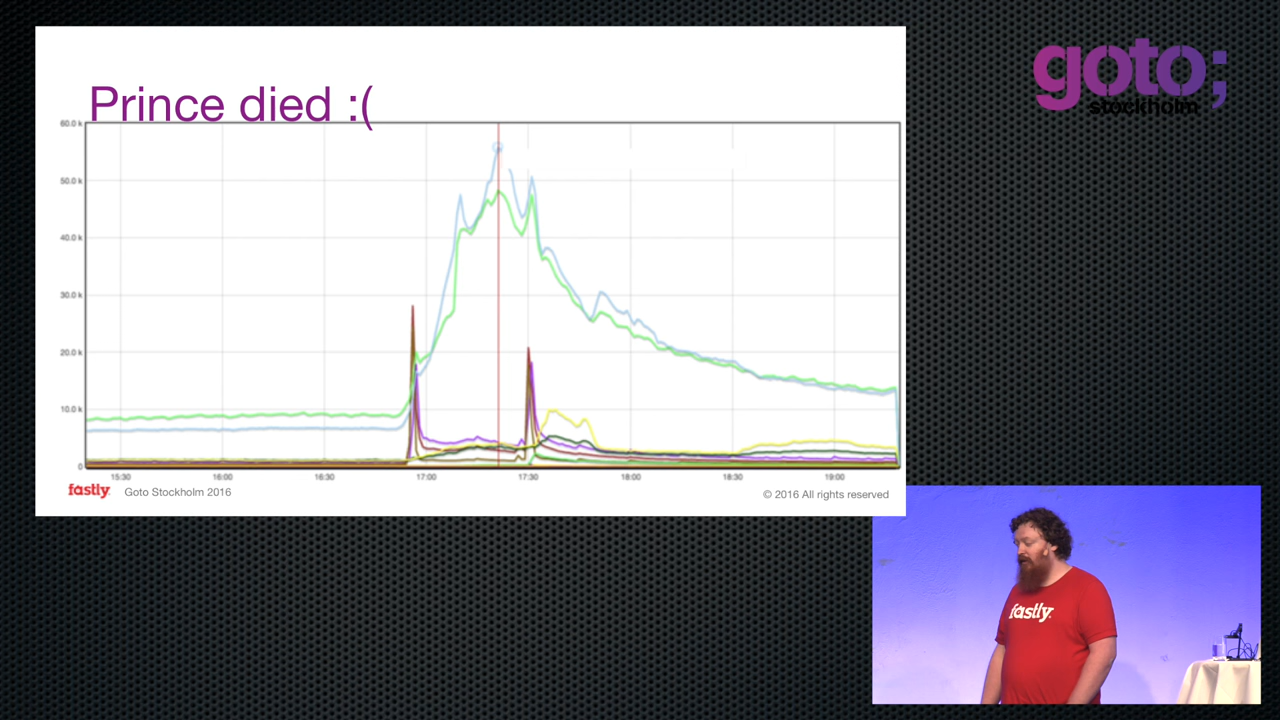 Prince died :(
60.0 k
50.0 k
40.0 k
30.0 k
20.0 k
10.0 k
0
15:30 16:00 16:30 17:00 17:30 18:00 18:30 19:00
fastly Goto Stockholm 2016 © 2016 All rights reserved
goto;
stockholm
fastly.